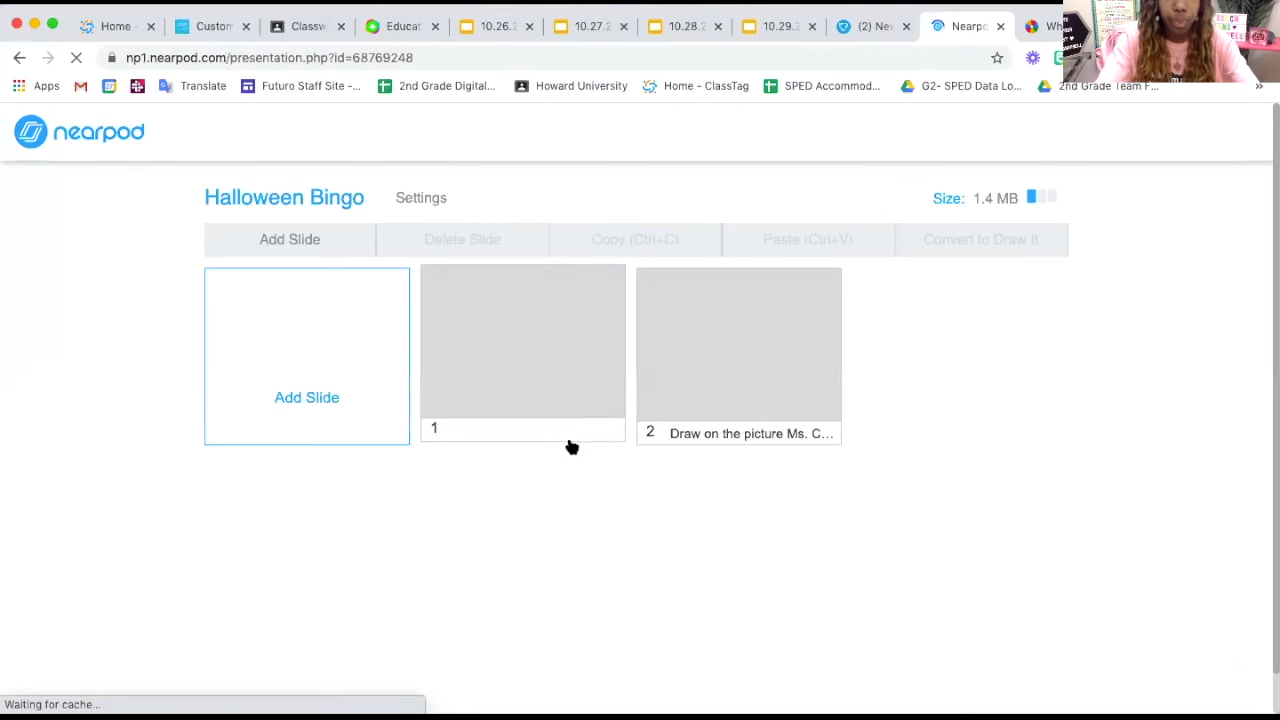 Home -
Custom
Classw
Educal
10.26.2
10.27.2
10.28.2
10.29.2
(2) Nev
Nearpo
Wh
np1.nearpod.com/presentation.php?id=68769248
Apps
Translate
Futuro Staff Site -...
2nd Grade Digital...
Howard University
Home - ClassTag
SPED Accommod...
G2- SPED Data Lo...
2nd Grade Team F...
»
nearpod
Halloween Bingo
Settings
Size: 1.4 MB
Add Slide
Delete Slide
Copy (Ctrl+C)
Paste (Ctrl+V)
Convert to Draw It
Add Slide
1
2 Draw on the picture Ms. C...
Waiting for cache...